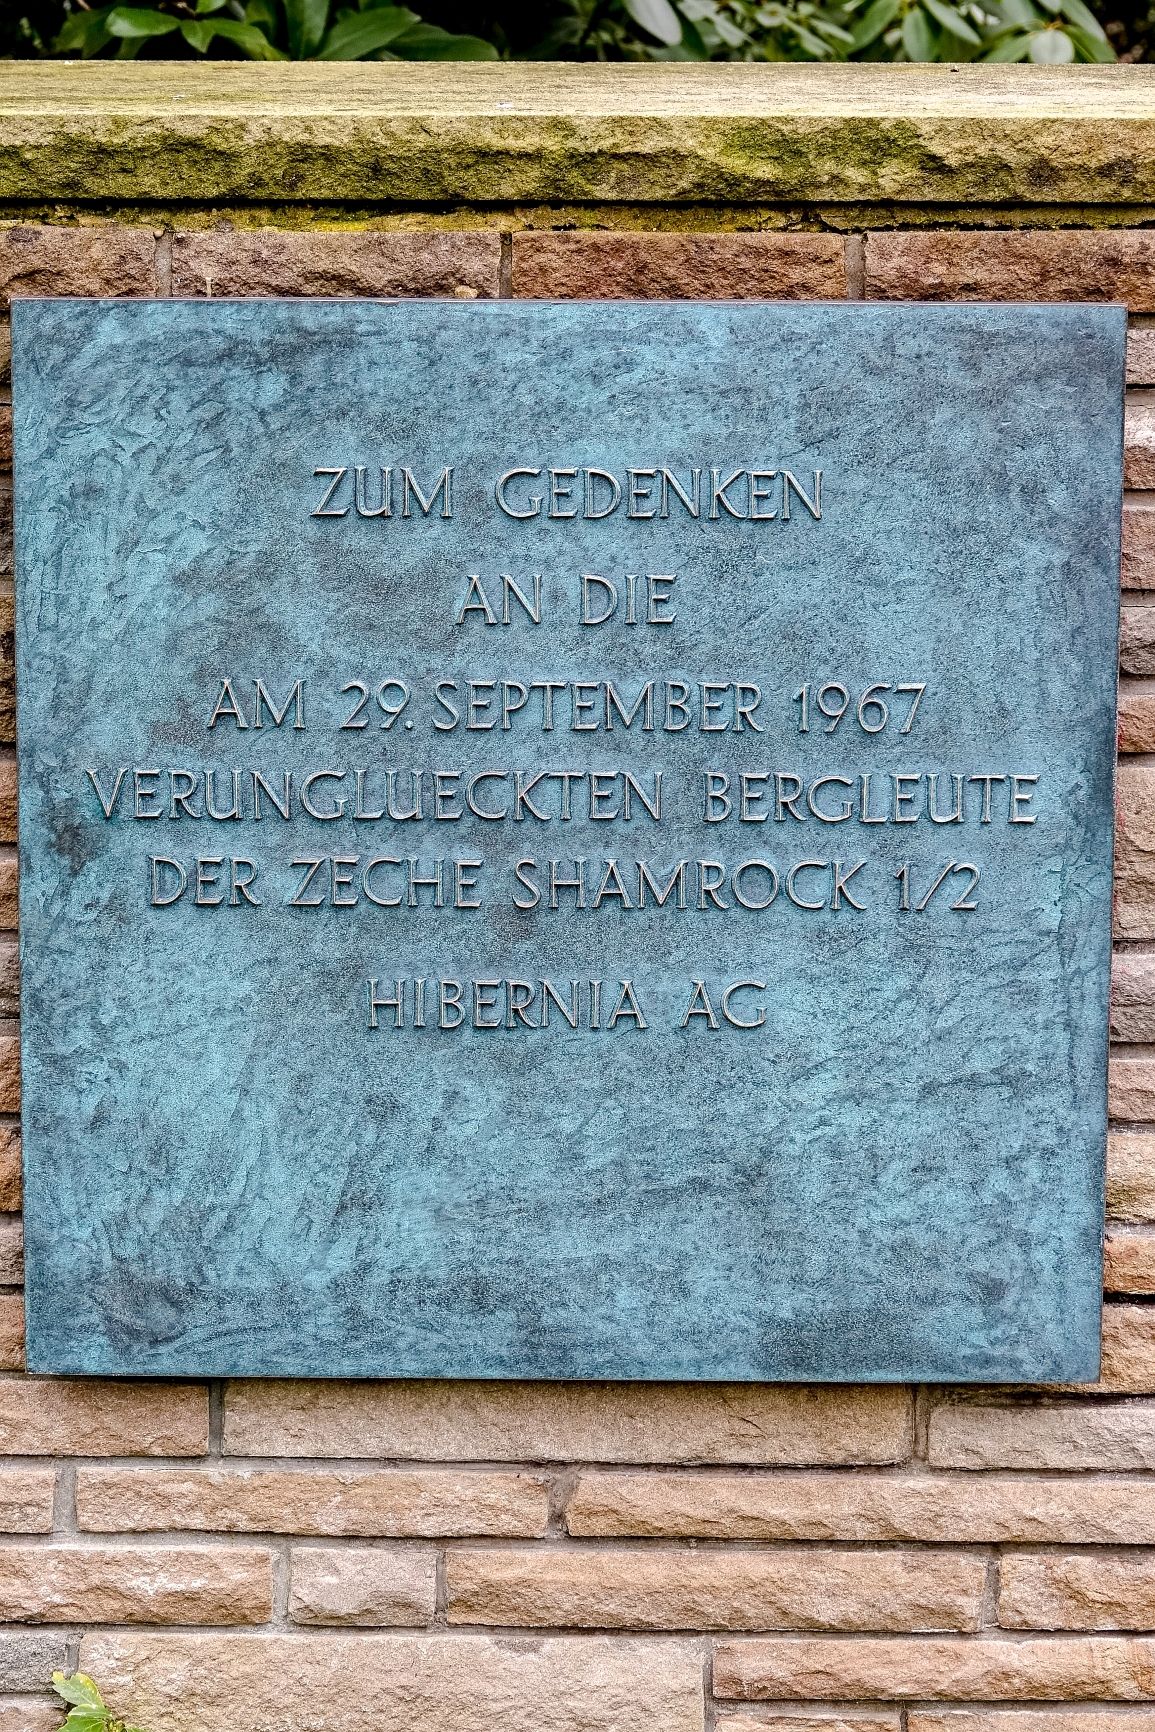 ZUM GEDENKEN
AN DIE
AM 29. SEPTEMBER 1967
VERUNGLUECKTEN BERGLEUTE
DER ZECHE SHAMROCK 1/2
HIBERNIA AG